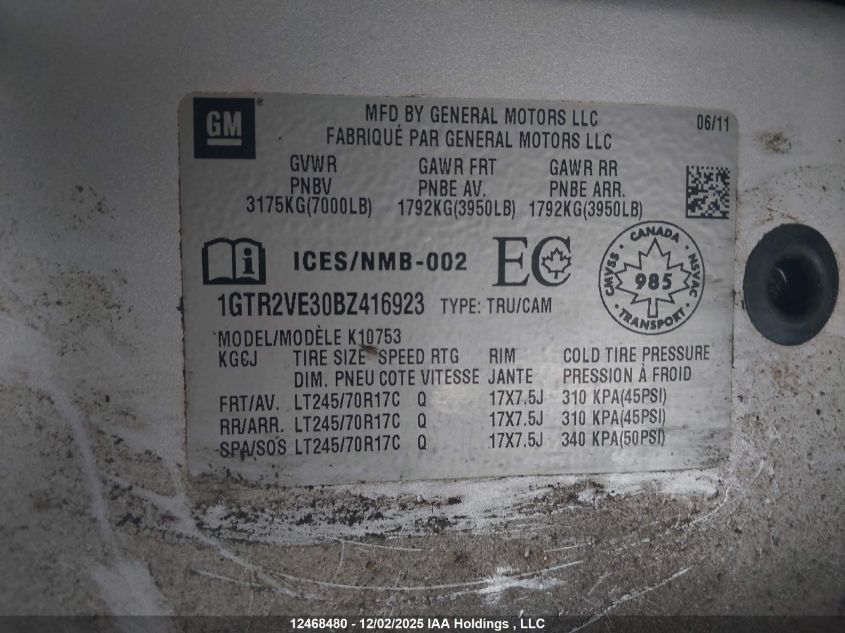 GM
MFD BY GENERAL MOTORS LLC 06/11
FABRIQUÉ PAR GENERAL MOTORS LLC
GVWR GAWR FRT GAWR RR
PNBV PNBE AV. PNBE ARR.
3175KG(7000LB) 1792KG(3950LB) 1792KG(3950LB)
i ICES/NMB-002 EC
CANADA
CMVSS 985 NSVAC
TRANSPORT
1GTR2VE30BZ416923 TYPE: TRU/CAM
MODEL/MODÈLE K10753
KGCJ TIRE SIZE SPEED RTG RIM COLD TIRE PRESSURE
DIM. PNEU COTE VITESSE JANTE PRESSION À FROID
FRT/AV. LT245/70R17C Q 17X7.5J 310 KPA(45PSI)
RR/ARR. LT245/70R17C Q 17X7.5J 310 KPA(45PSI)
SPA/SOS LT245/70R17C Q 17X7.5J 340 KPA(50PSI)
12468480 - 12/02/2025 IAA Holdings , LLC